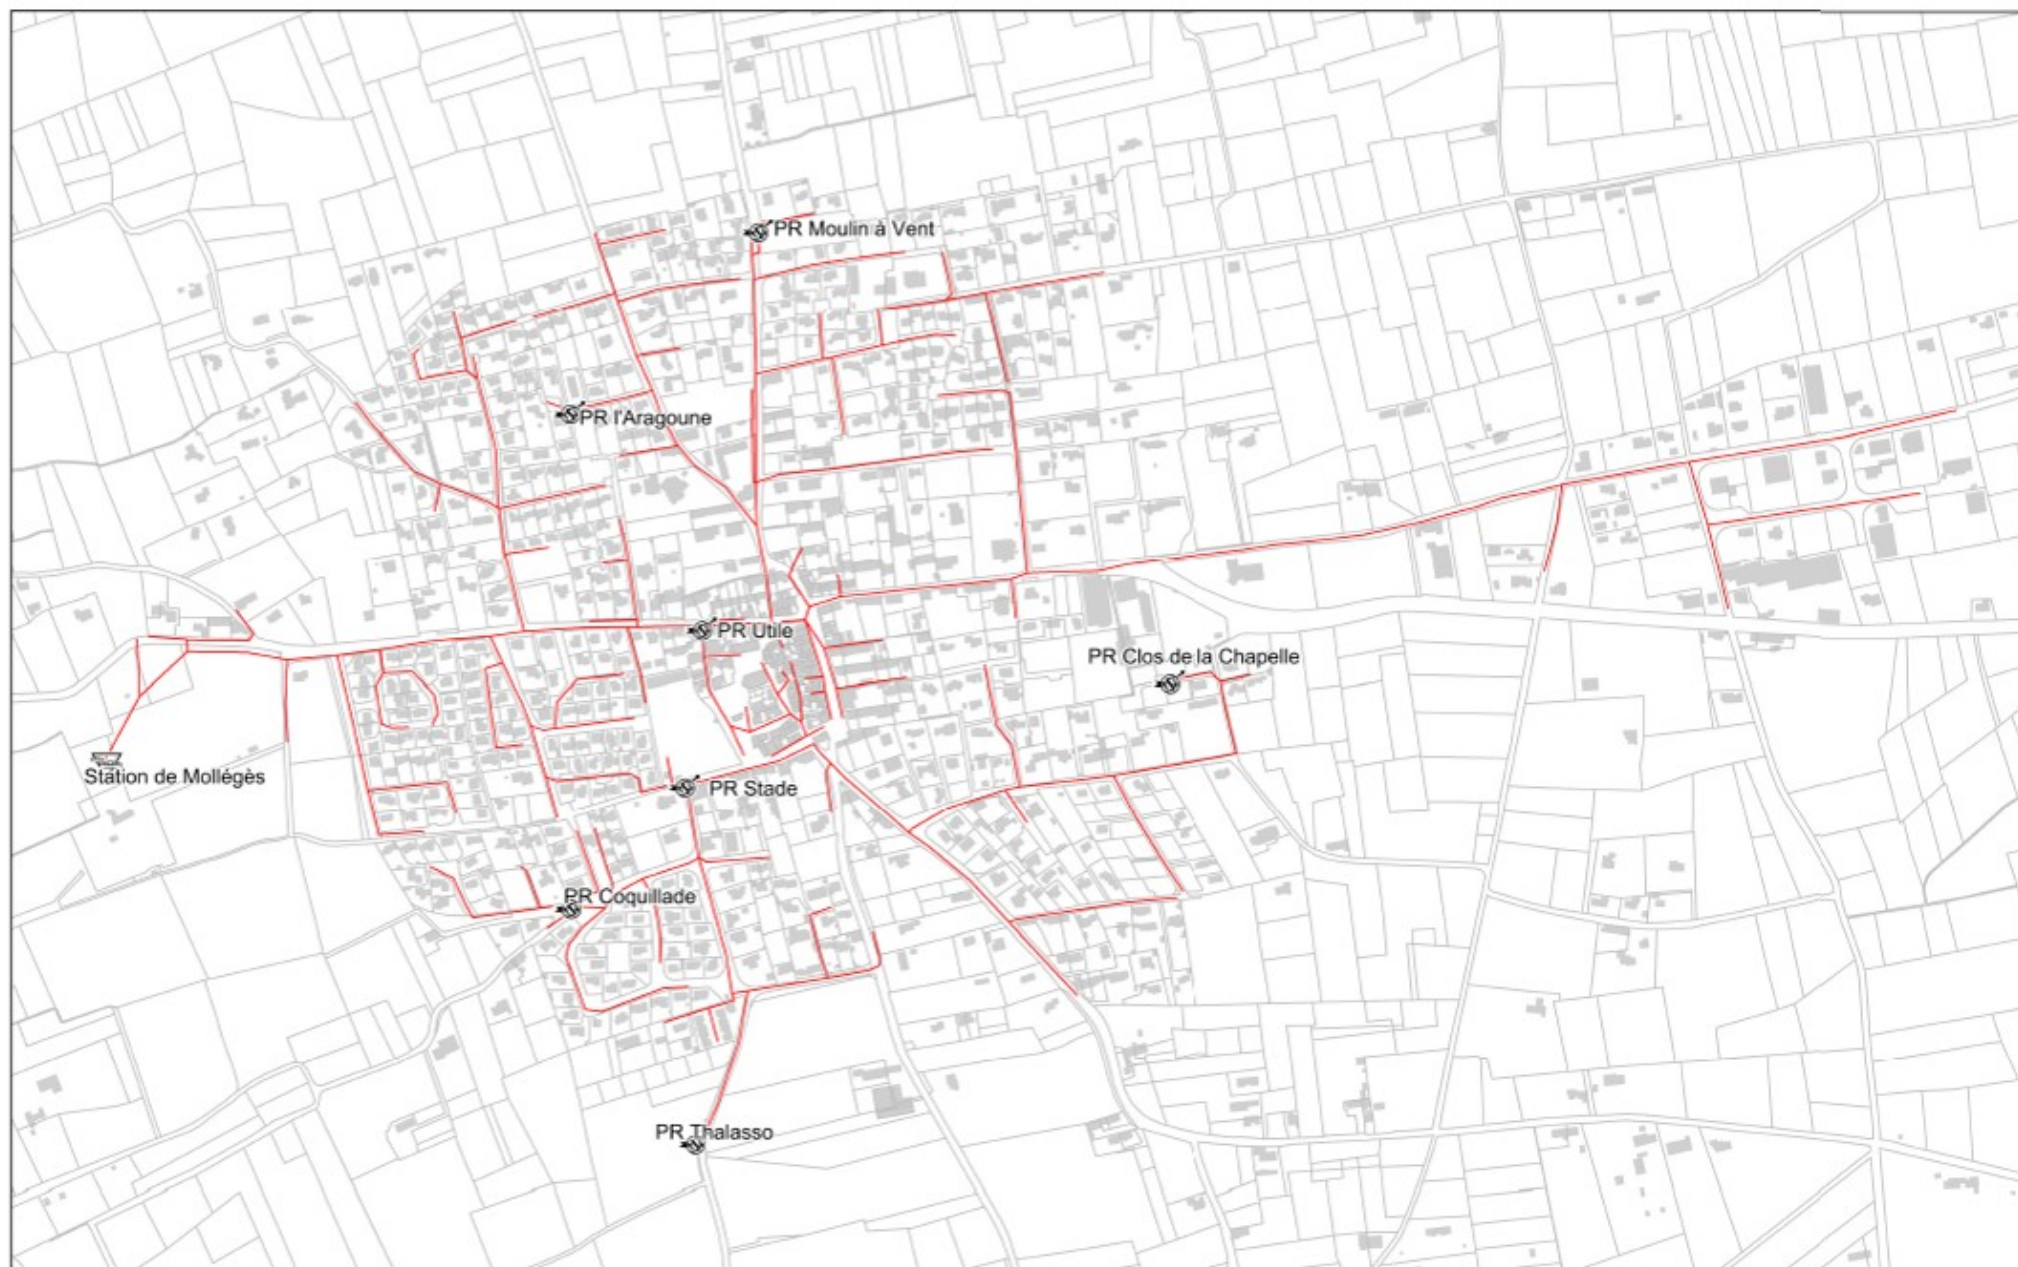 PR Moulin à Vent
PR l'Aragoune
PR Utile
PR Clos de la Chapelle
Station de Mollégès
PR Stade
PR Coquillade
PR Thalasso